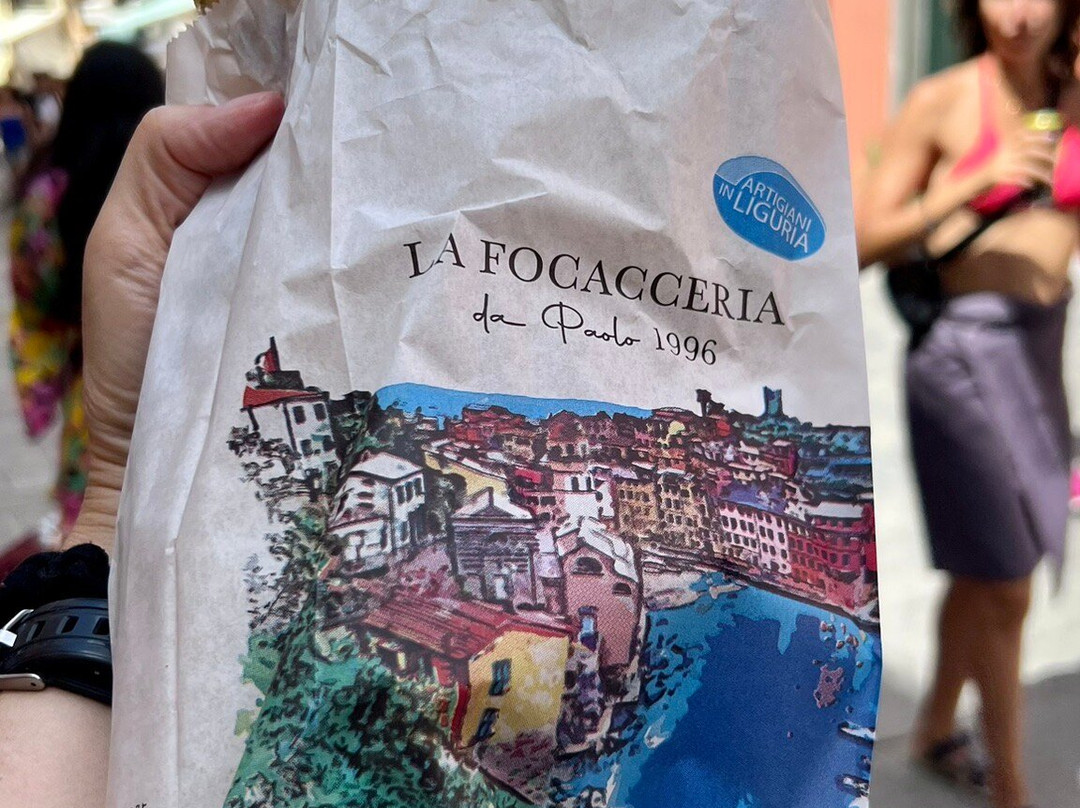 ARTIGIANI
IN LIGURIA
LA FOCACCERIA
da Paolo 1996